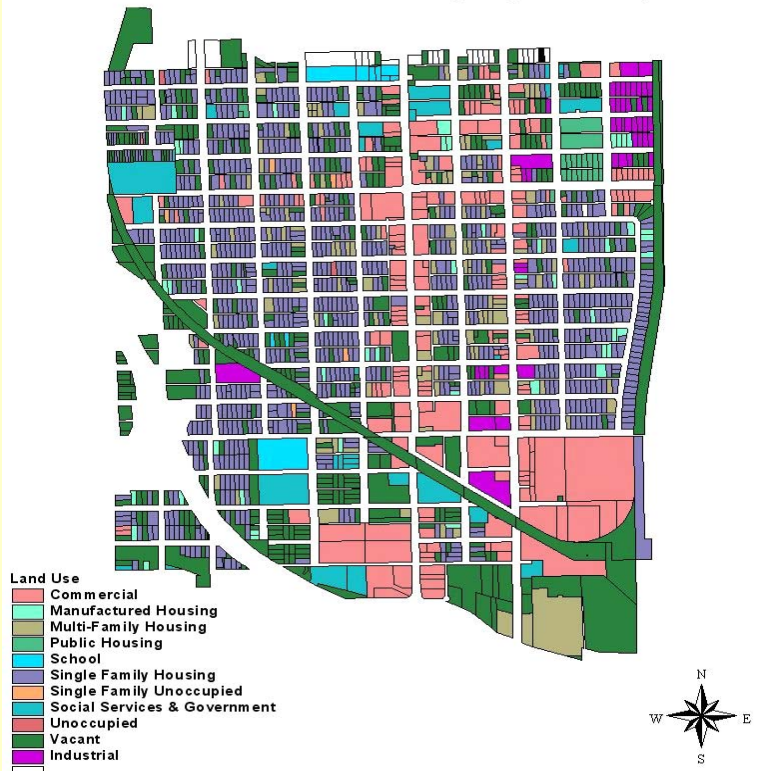 Land Use
Commercial
Manufactured Housing
Multi-Family Housing
Public Housing
School
Single Family Housing
Single Family Unoccupied
Social Services & Government
Unoccupied
Vacant
Industrial
N
W E
S